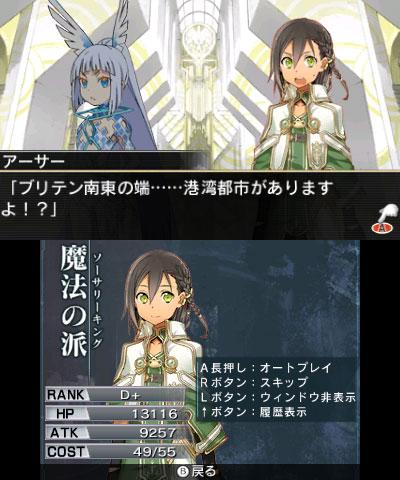 アーサー
「ブリテン南東の端……港湾都市があります
よ!?」
A
魔法の派
ソーサリーキング
A長押し:オートプレイ
Rボタン:スキップ
Lボタン:ウィンドウ非表示
↑ボタン:履歴表示
RANK D+
HP 13116
ATK 9257
COST 49/55
B戻る